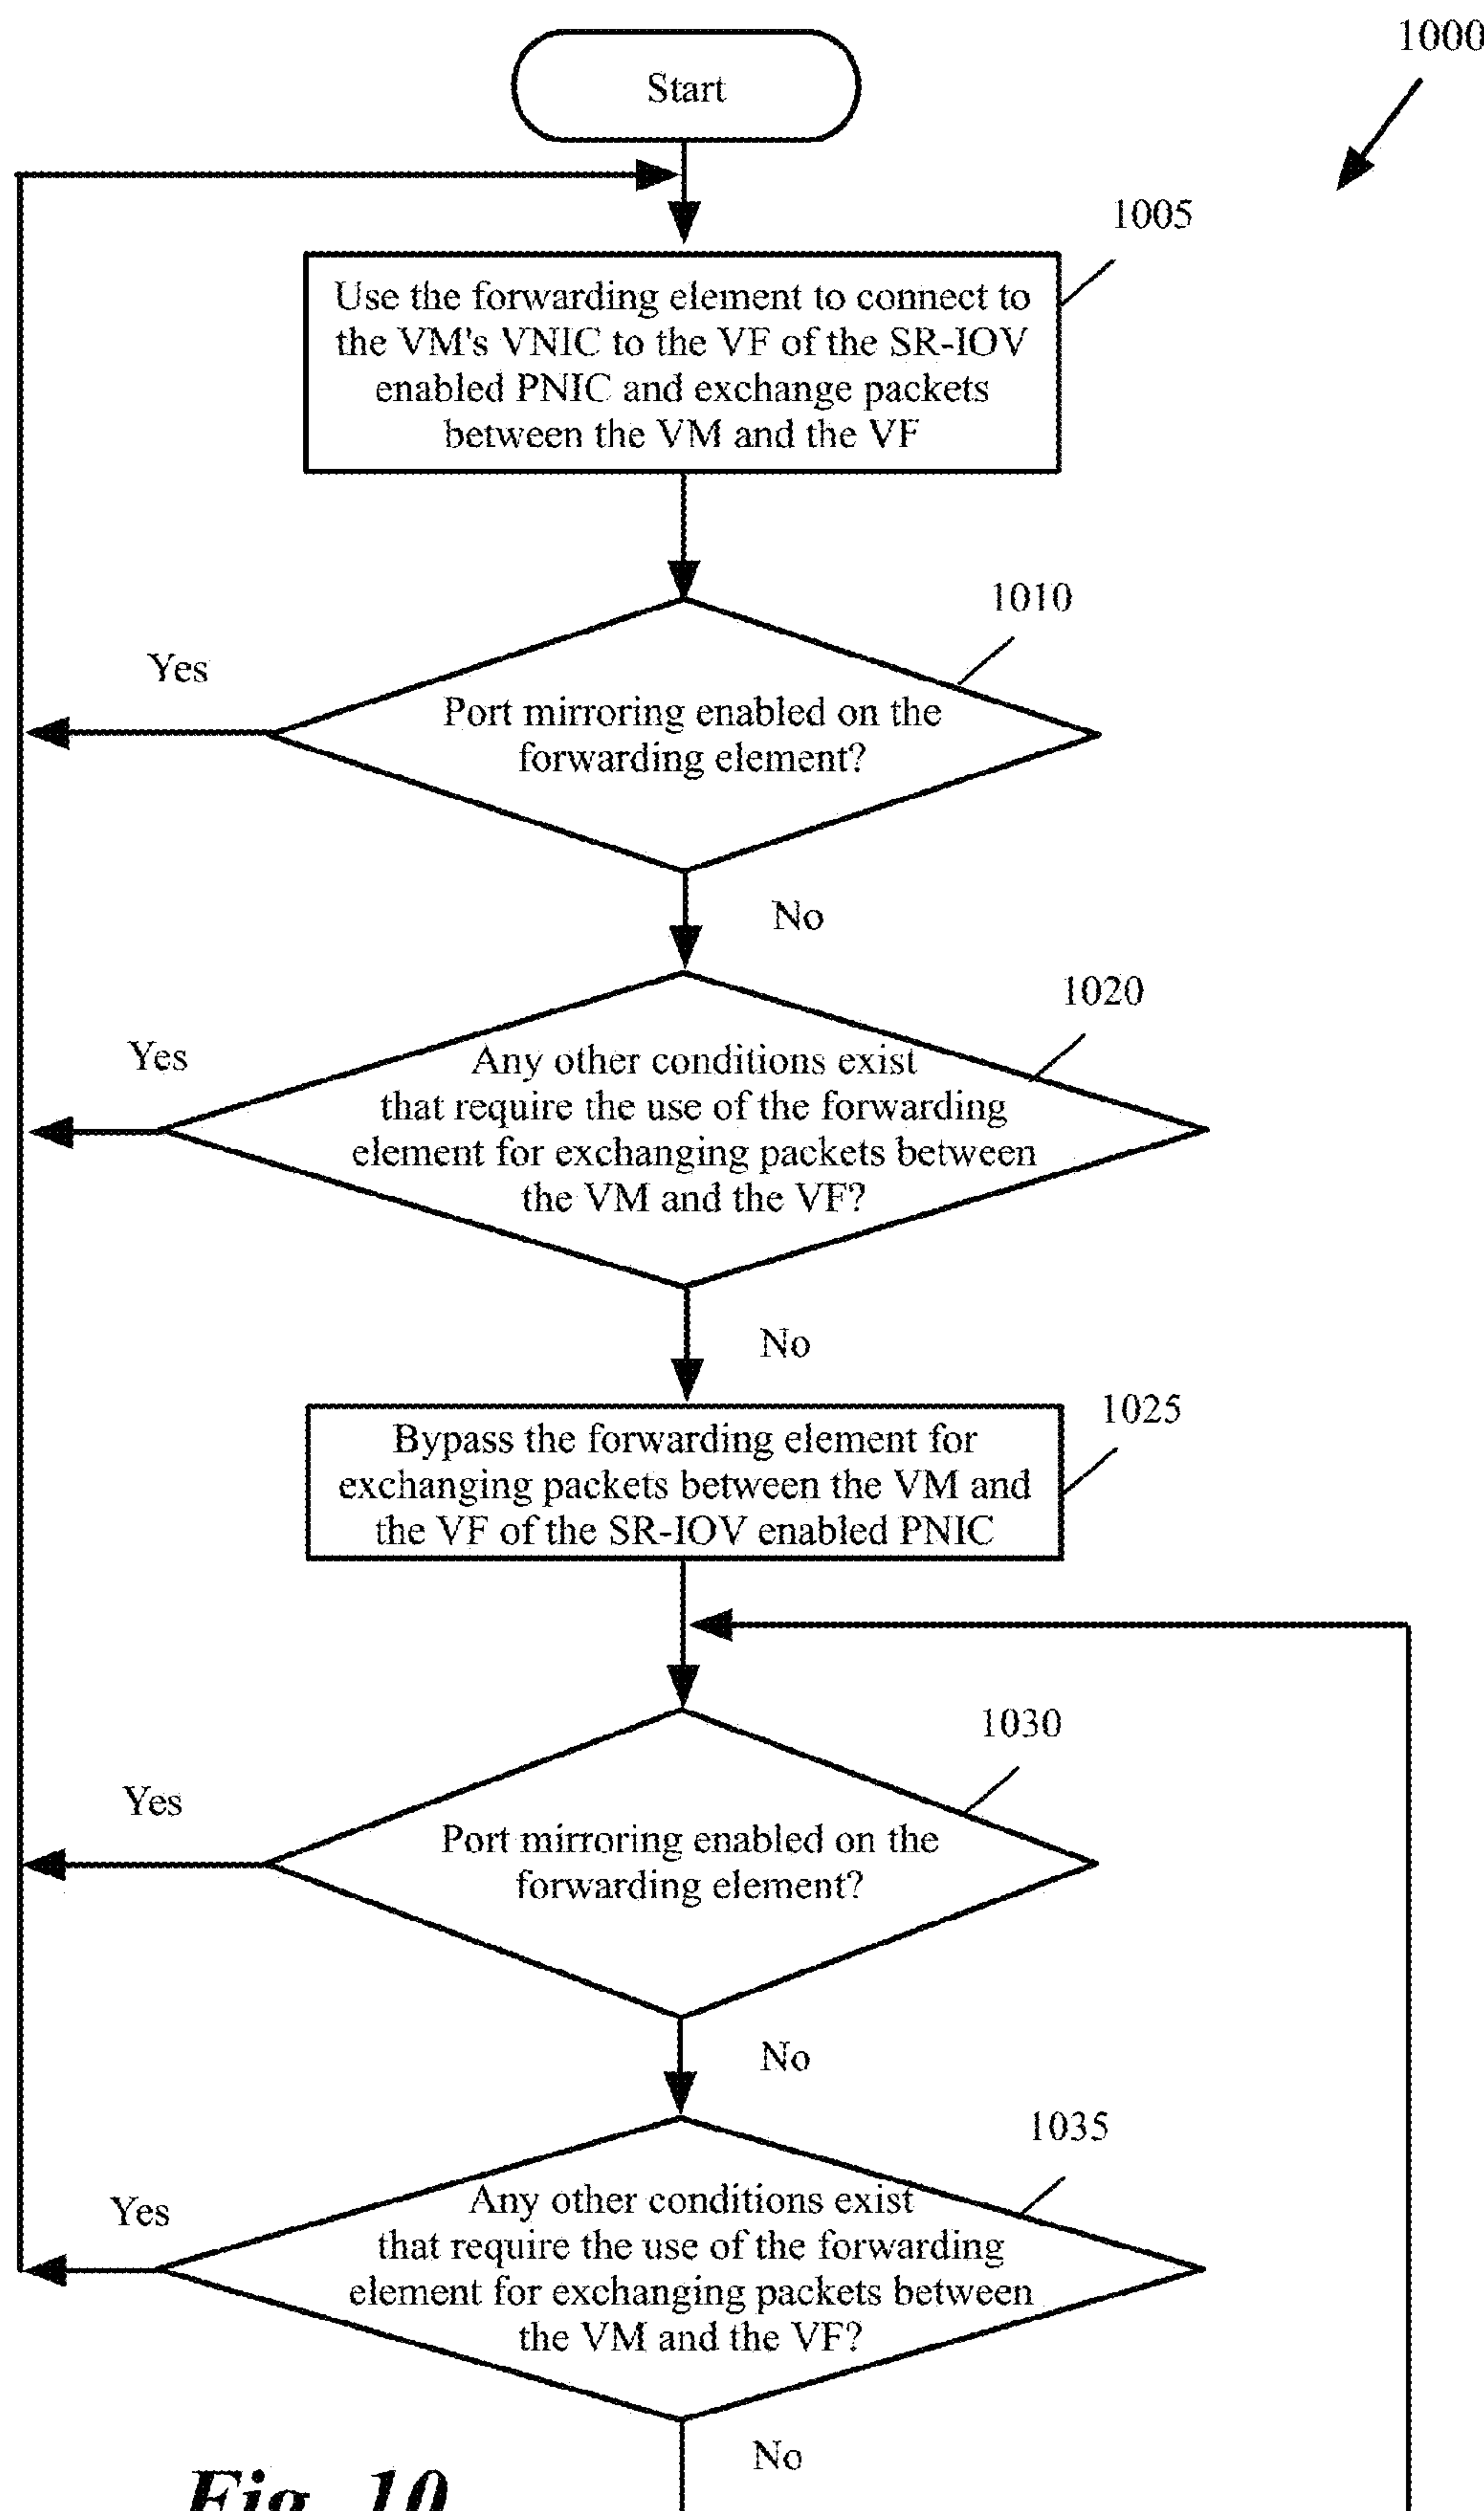 1000
Start
1005
Use the forwarding element to connect to
the VM's VNIC to the VF of the SR-IOV
enabled PNIC and exchange packets
between the VM and the VF
1010
Yes
Port mirroring enabled on the
forwarding element?
No
1020
Yes
Any other conditions exist
that require the use of the forwarding
element for exchanging packets between
the VM and the VF?
No
1025
Bypass the forwarding element for
exchanging packets between the VM and
the VF of the SR-IOV enabled PNIC
1030
Yes
Port mirroring enabled on the
forwarding element?
No
1035
Yes
Any other conditions exist
that require the use of the forwarding
element for exchanging packets between
the VM and the VF?
No
Fig. 10